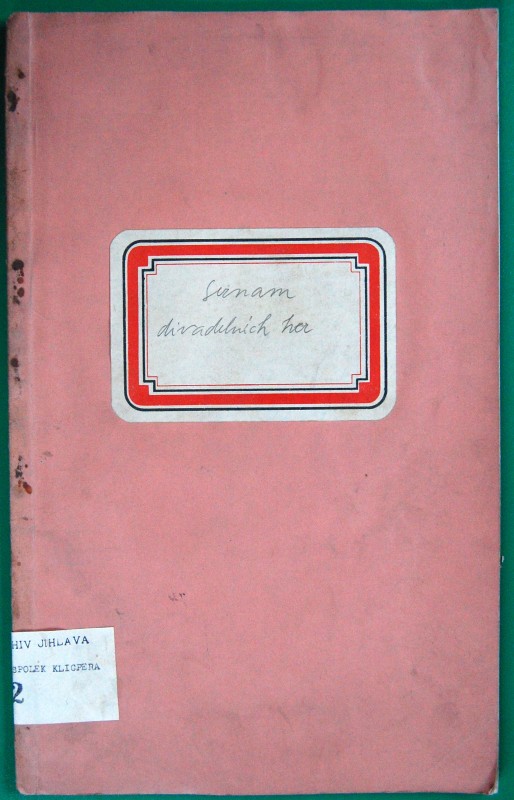 Seznam
divadelních her
HIV JIHLAVA
SPOLEK KLICPERA
2